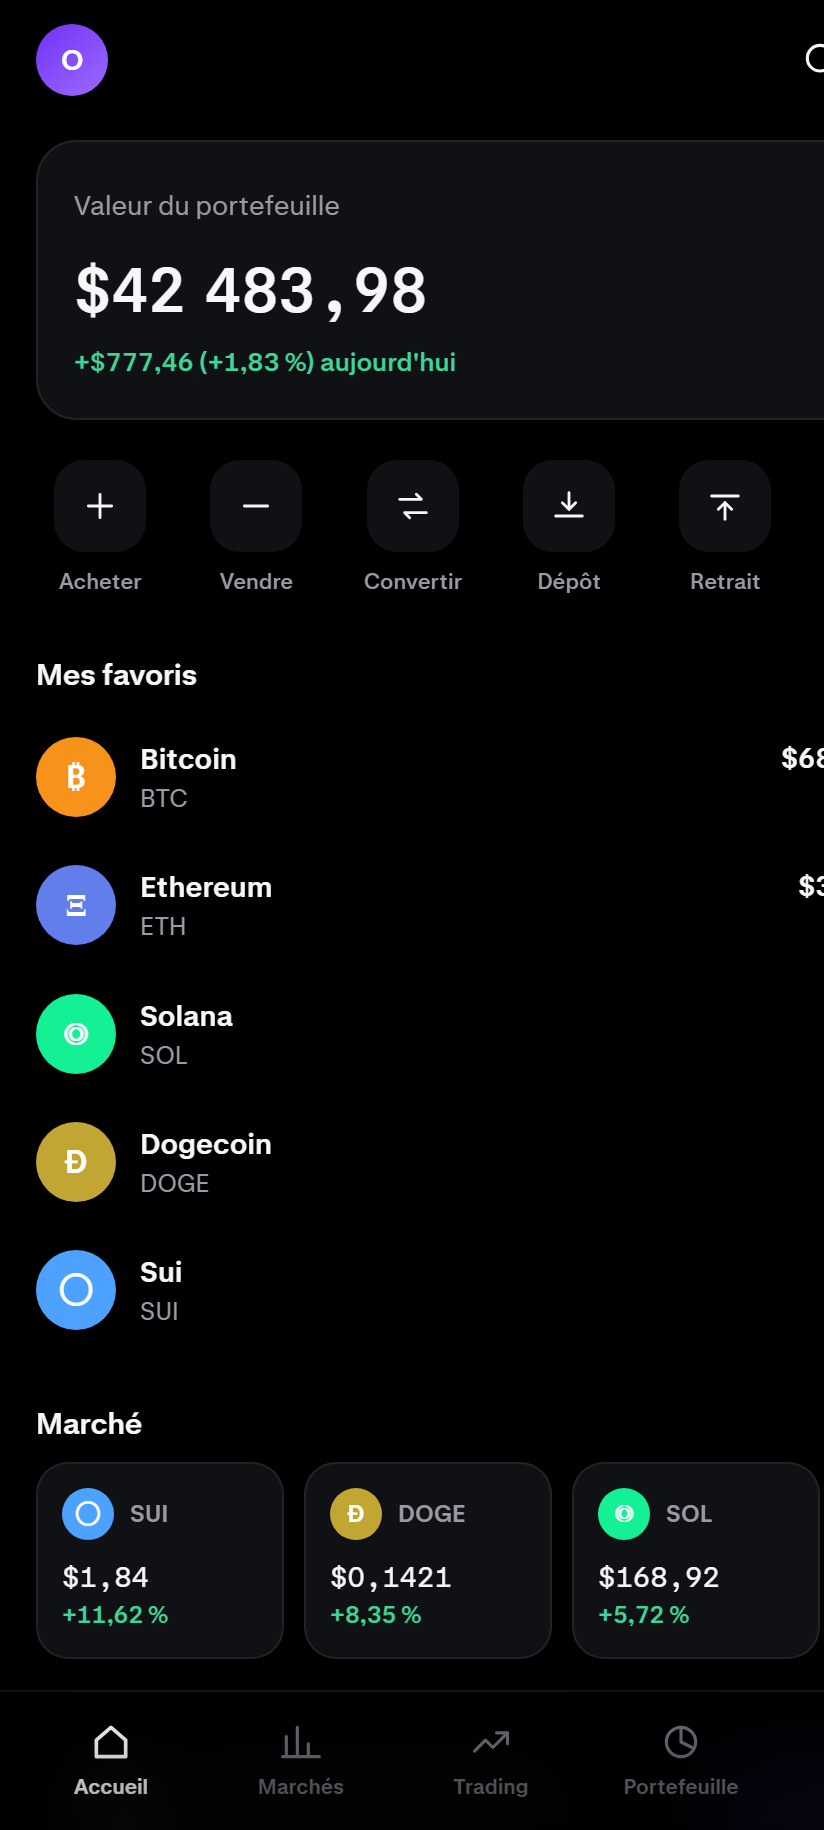 O
Valeur du portefeuille
$42 483,98
+$777,46 (+1,83 %) aujourd'hui
Acheter
Vendre
Convertir
Dépôt
Retrait
Mes favoris
Bitcoin
$68
BTC
Ethereum
$3
ETH
Solana
SOL
Dogecoin
DOGE
Sui
SUI
Marché
SUI
$1,84
+11,62 %
DOGE
$0,1421
+8,35 %
SOL
$168,92
+5,72 %
Accueil
Marchés
Trading
Portefeuille